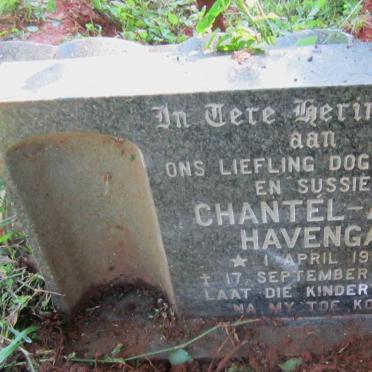 In Tere Herin
aan
ONS LIEFLING DOG
EN SUSSIE
CHANTEL-
HAVENGA
★ 1 APRIL 19
✝ 17 SEPTEMBER
LAAT DIE KINDER
NA MY TOE KO